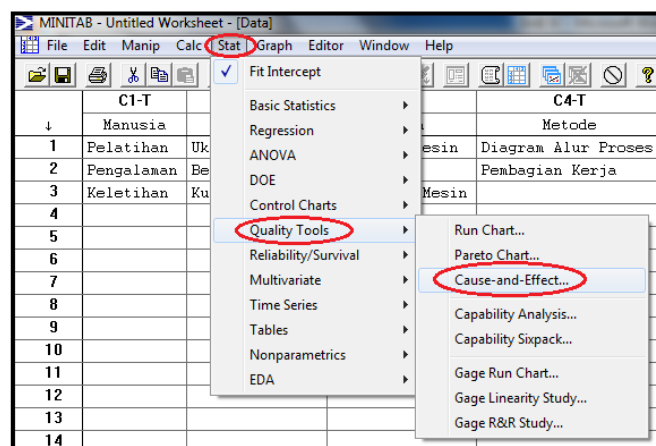 MINITAB - Untitled Worksheet - [Data]
File Edit Manip Calc Stat Graph Editor Window Help
Fit Intercept
Basic Statistics
Regression
ANOVA
DOE
Control Charts
Quality Tools
Reliability/Survival
Multivariate
Time Series
Tables
Nonparametrics
EDA
Run Chart...
Pareto Chart...
Cause-and-Effect...
Capability Analysis...
Capability Sixpack...
Gage Run Chart...
Gage Linearity Study...
Gage R&R Study...
C1-T C4-T
↓ Manusia Metode
1 Pelatihan Uk esin Diagram Alur Proses
2 Pengalaman Be Pembagian Kerja
3 Keletihan Ku Mesin
4
5
6
7
8
9
10
11
12
13
14